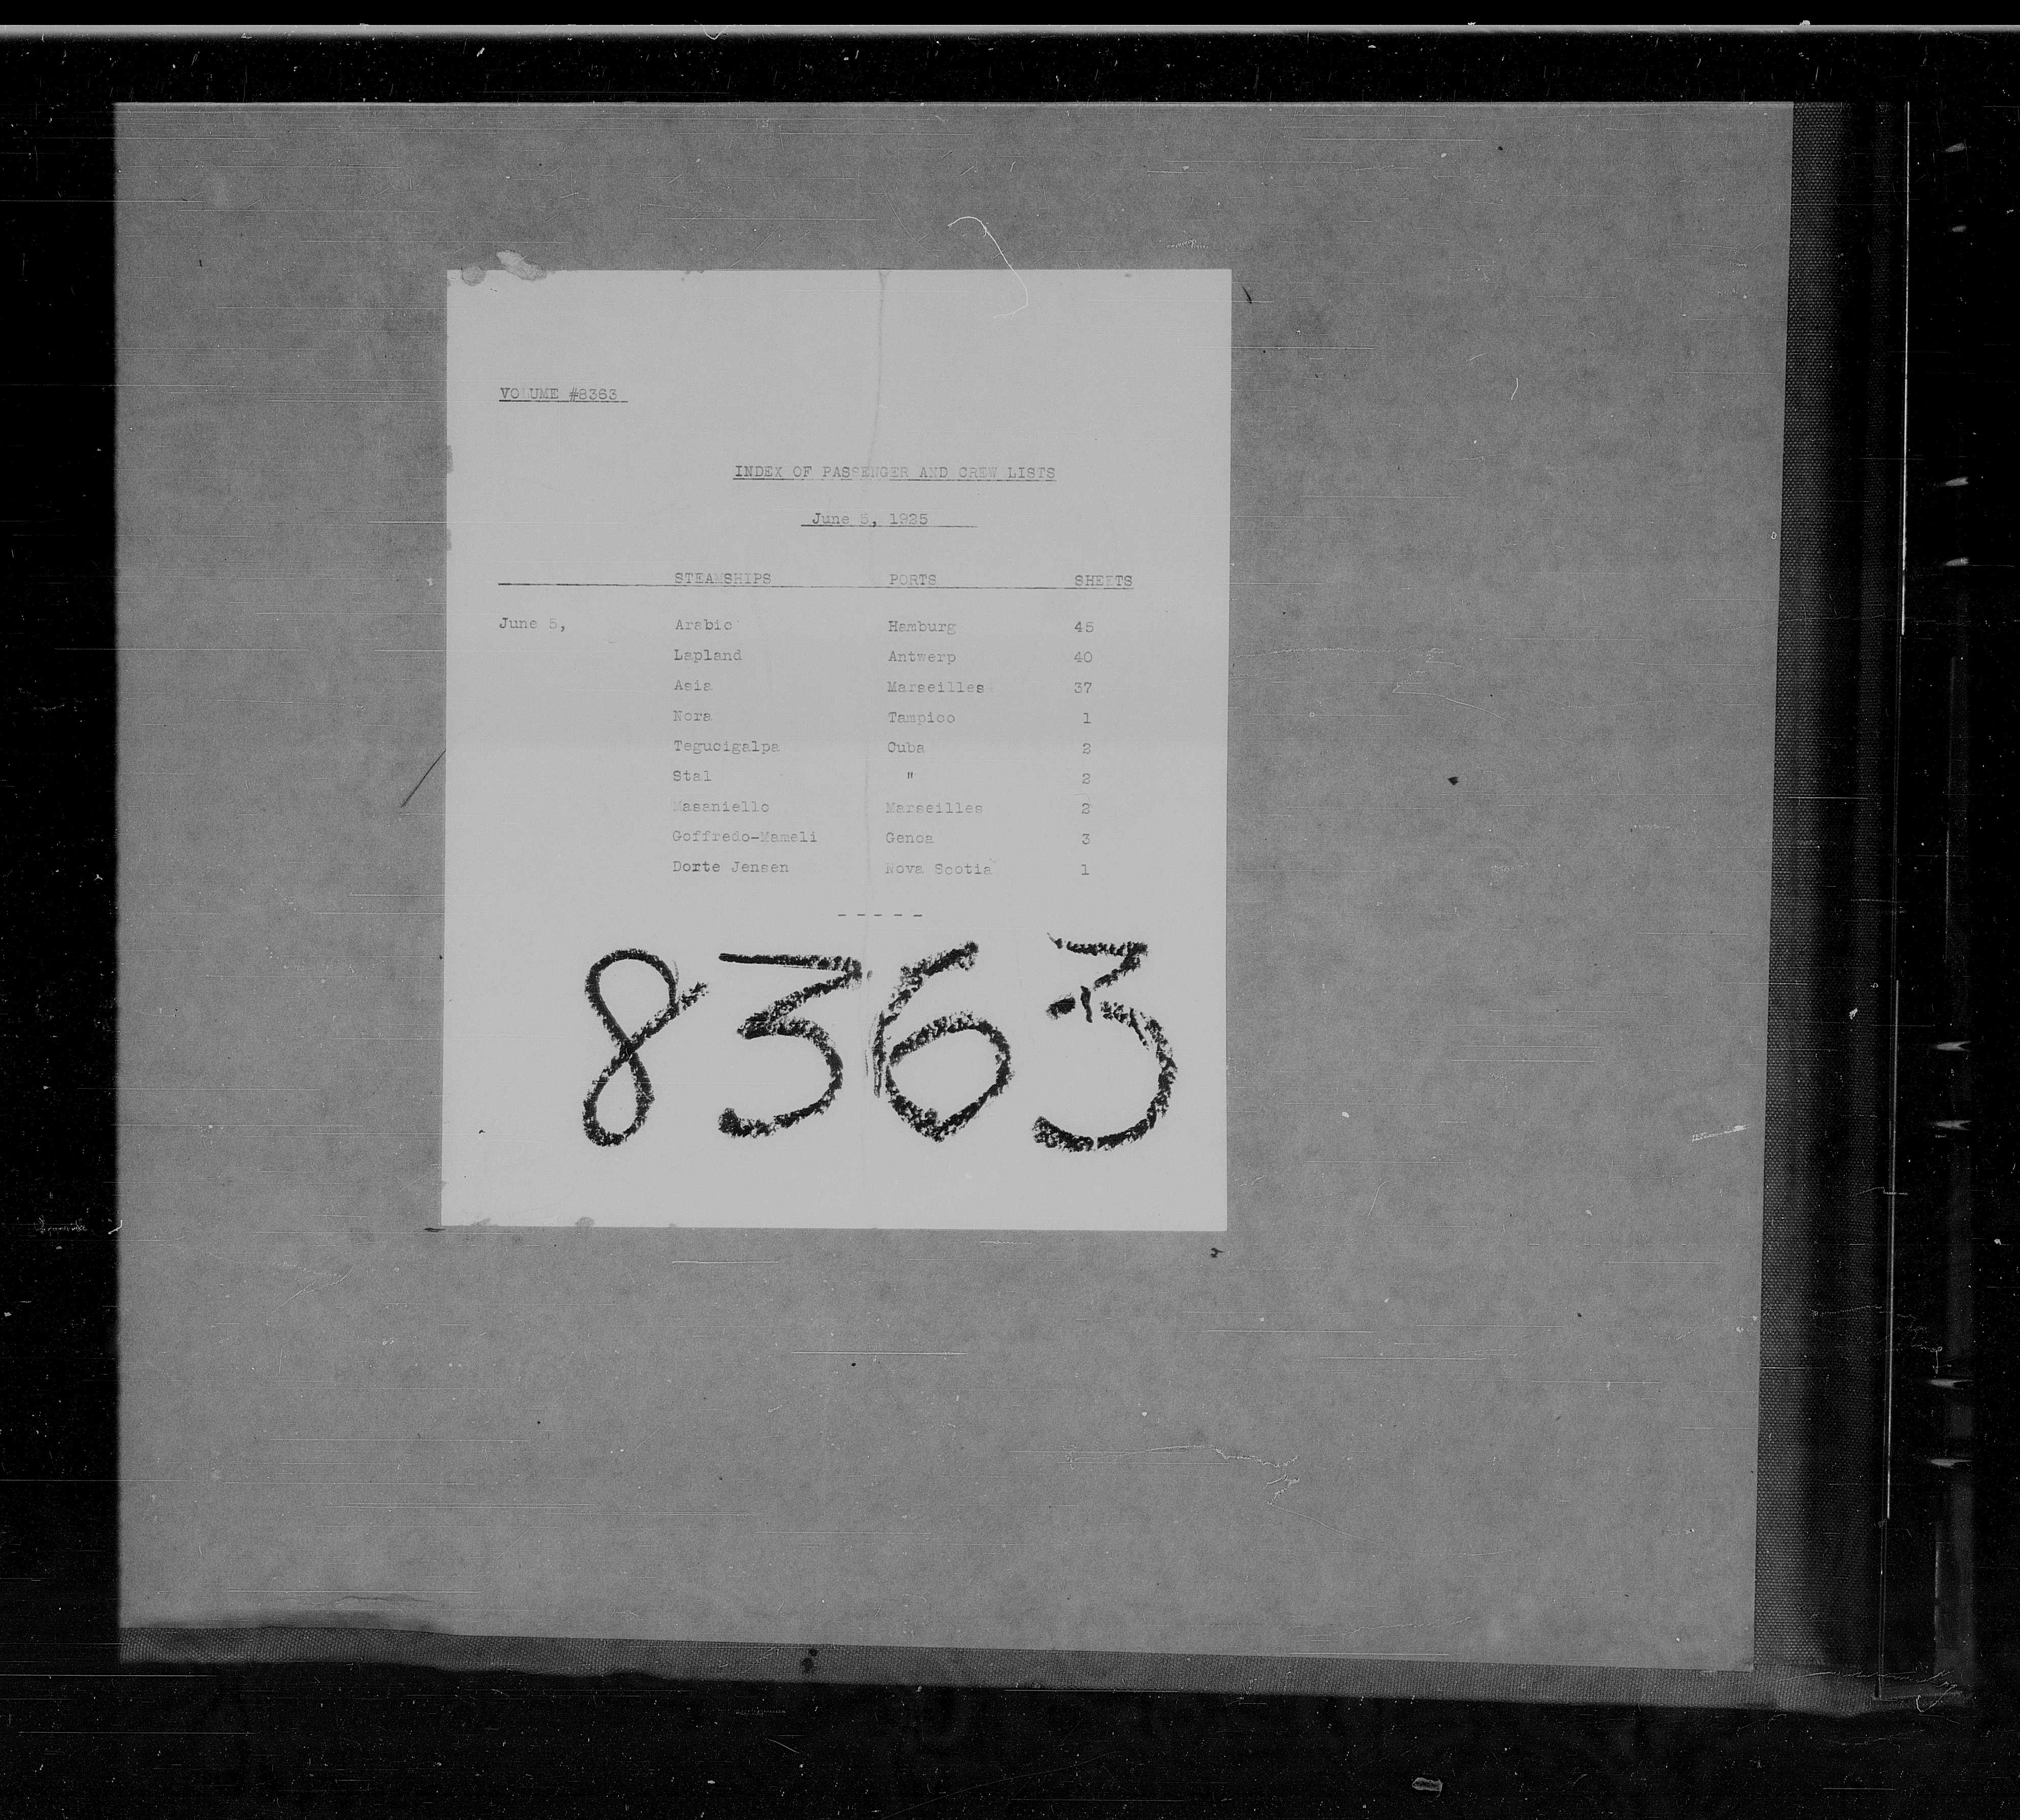 VOLUME #8363
INDEX OF PASSENGER AND CREW LISTS
June 5, 1925
STEAMSHIPS PORTS SHEETS
June 5, Arabic Hamburg 45
Lapland Antwerp 40
Asia Marseilles 37
Nora Tampico 1
Tegucigalpa Cuba 2
Stal " 2
Masaniello Marseilles 2
Goffredo-Mameli Genoa 3
Dorte Jensen Nova Scotia 1
- - - - -
8363